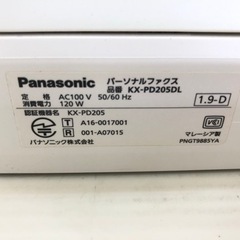 Panasonic パーソナルファクス
品番 KX-PD205DL
定格 AC100 V 50/60 Hz
消費電力 120 W
1.9-D
認証機器名 KX-PD205
T A16-0017001
R 001-A07015
マレーシア製
パナソニック株式会社
PNGT9885YA